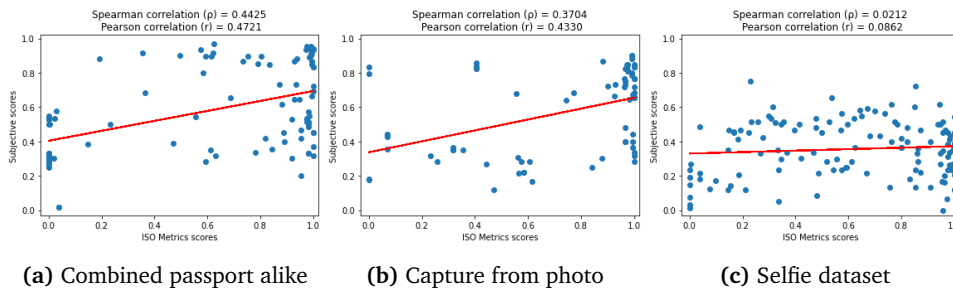 Spearman correlation (ρ) = 0.4425
Pearson correlation (r) = 0.4721
Subjective scores
1.0
0.8
0.6
0.4
0.2
0.0
0.0 0.2 0.4 0.6 0.8 1.0
ISO Metrics scores
(a) Combined passport alike
Spearman correlation (ρ) = 0.3704
Pearson correlation (r) = 0.4330
Subjective scores
1.0
0.8
0.6
0.4
0.2
0.0
0.0 0.2 0.4 0.6 0.8 1.0
ISO Metrics scores
(b) Capture from photo
Spearman correlation (ρ) = 0.0212
Pearson correlation (r) = 0.0862
Subjective scores
1.0
0.8
0.6
0.4
0.2
0.0
0.0 0.2 0.4 0.6 0.8
ISO Metrics scores
(c) Selfie dataset